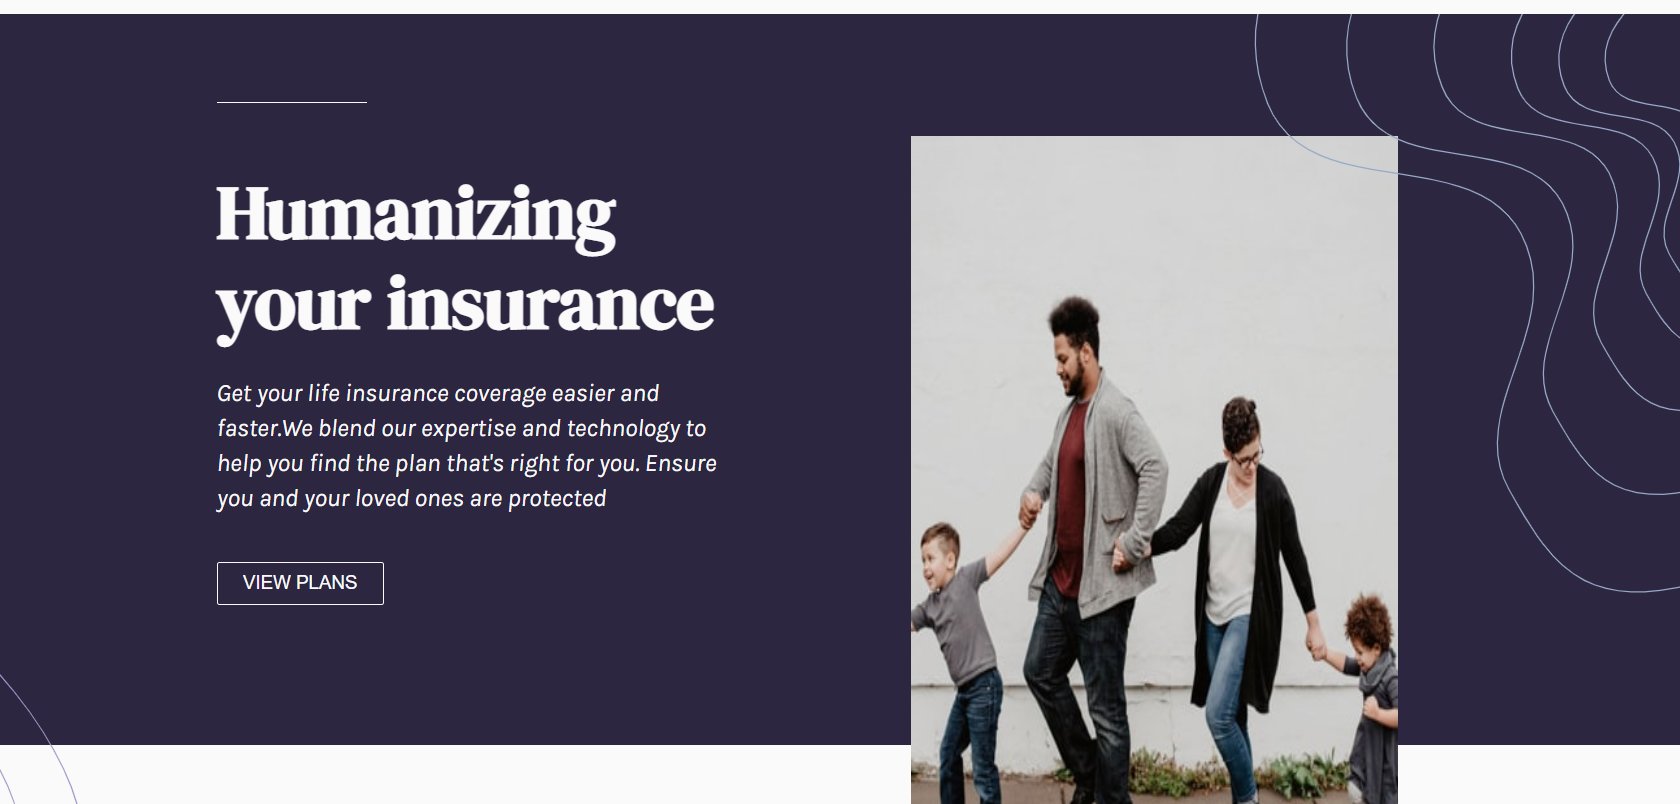 Humanizing
your insurance
Get your life insurance coverage easier and
faster.We blend our expertise and technology to
help you find the plan that's right for you. Ensure
you and your loved ones are protected
VIEW PLANS